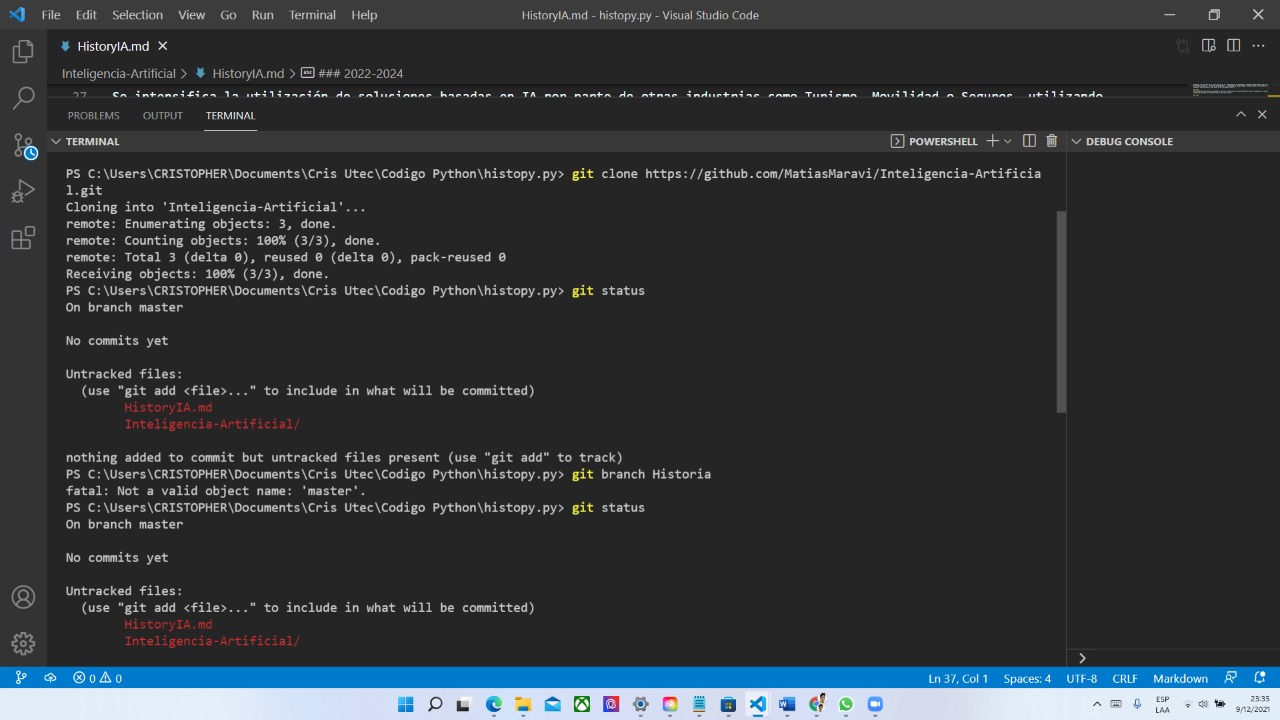 File Edit Selection View Go Run Terminal Help HistoryIA.md - histopy.py - Visual Studio Code
HistoryIA.md
Inteligencia-Artificial > HistoryIA.md > ### 2022-2024
27 Se intensifica la utilización de soluciones basadas en IA por parte de otras industrias como Turismo, Movilidad o Seguros, utilizando
PROBLEMS OUTPUT TERMINAL
TERMINAL POWERSHELL DEBUG CONSOLE
PS C:\Users\CRISTOPHER\Documents\Cris Utec\Codigo Python\histopy.py> git clone https://github.com/MatiasMaravi/Inteligencia-Artificia
l.git
Cloning into 'Inteligencia-Artificial'...
remote: Enumerating objects: 3, done.
remote: Counting objects: 100% (3/3), done.
remote: Total 3 (delta 0), reused 0 (delta 0), pack-reused 0
Receiving objects: 100% (3/3), done.
PS C:\Users\CRISTOPHER\Documents\Cris Utec\Codigo Python\histopy.py> git status
On branch master
No commits yet
Untracked files:
(use "git add <file>..." to include in what will be committed)
HistoryIA.md
Inteligencia-Artificial/
nothing added to commit but untracked files present (use "git add" to track)
PS C:\Users\CRISTOPHER\Documents\Cris Utec\Codigo Python\histopy.py> git branch Historia
fatal: Not a valid object name: 'master'.
PS C:\Users\CRISTOPHER\Documents\Cris Utec\Codigo Python\histopy.py> git status
On branch master
No commits yet
Untracked files:
(use "git add <file>..." to include in what will be committed)
HistoryIA.md
Inteligencia-Artificial/
0 0 Ln 37, Col 1 Spaces: 4 UTF-8 CRLF Markdown
ESP 23:35
LAA 9/12/2021